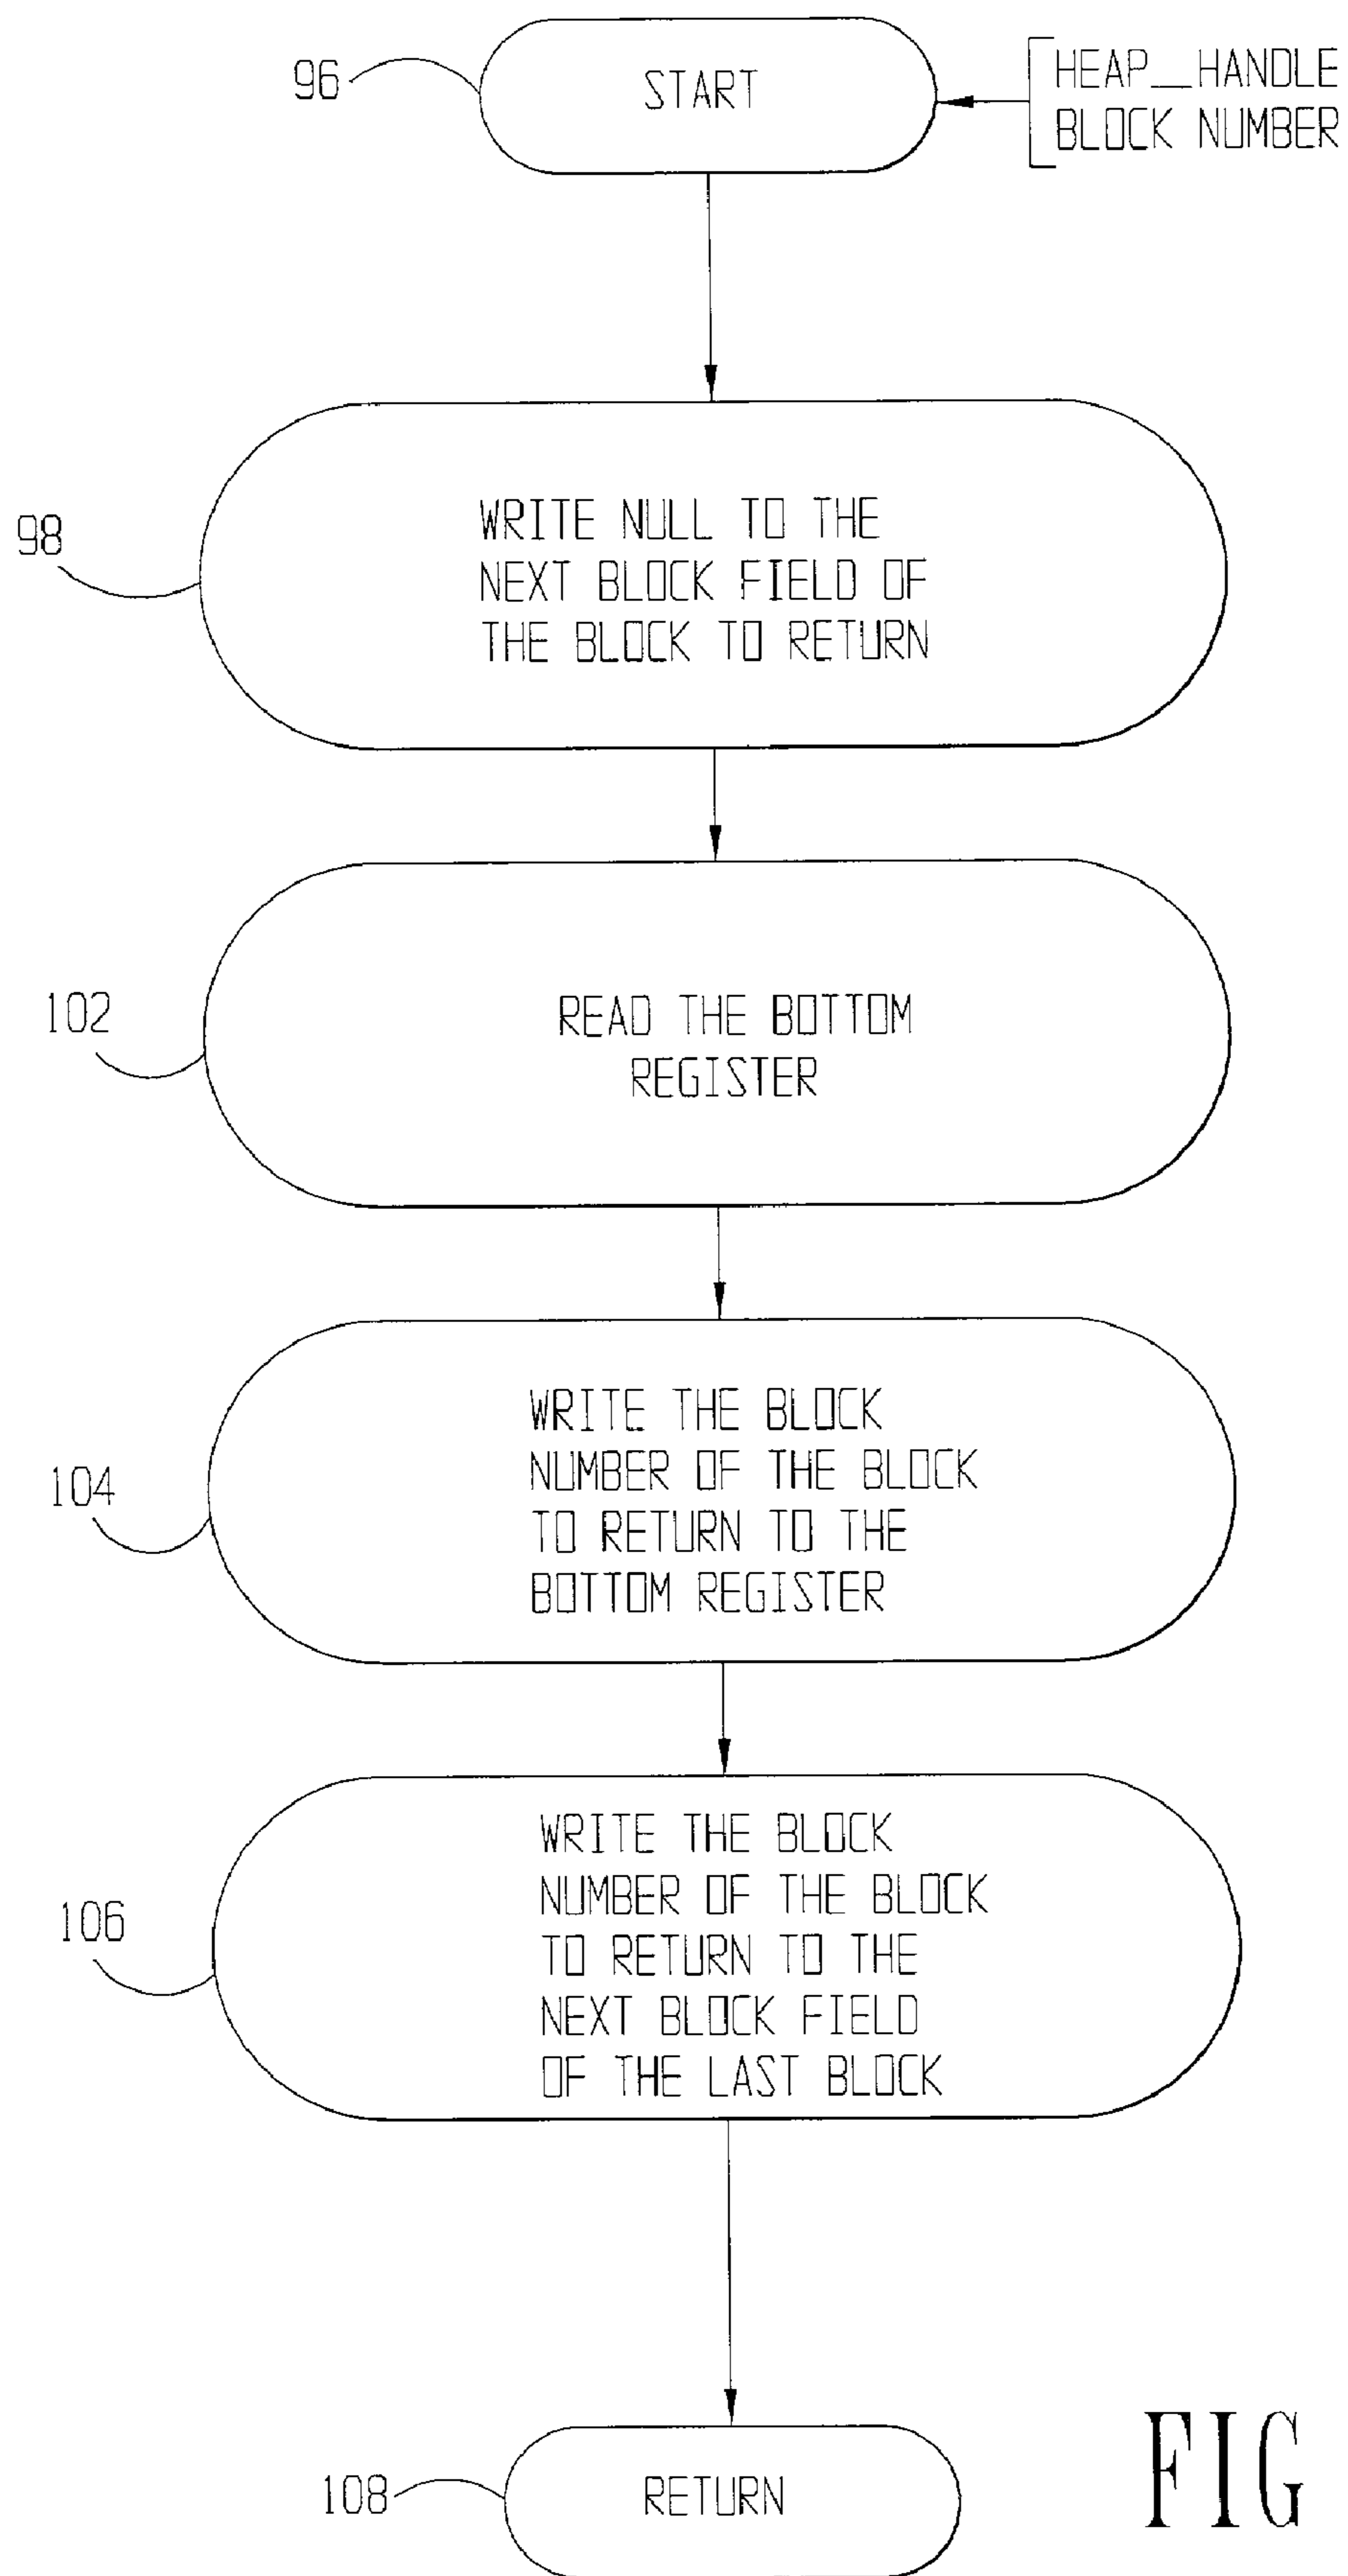 96
START
HEAP__HANDLE
BLOCK NUMBER
98
WRITE NULL TO THE
NEXT BLOCK FIELD OF
THE BLOCK TO RETURN
102
READ THE BOTTOM
REGISTER
104
WRITE THE BLOCK
NUMBER OF THE BLOCK
TO RETURN TO THE
BOTTOM REGISTER
106
WRITE THE BLOCK
NUMBER OF THE BLOCK
TO RETURN TO THE
NEXT BLOCK FIELD
OF THE LAST BLOCK
108
RETURN
FIG